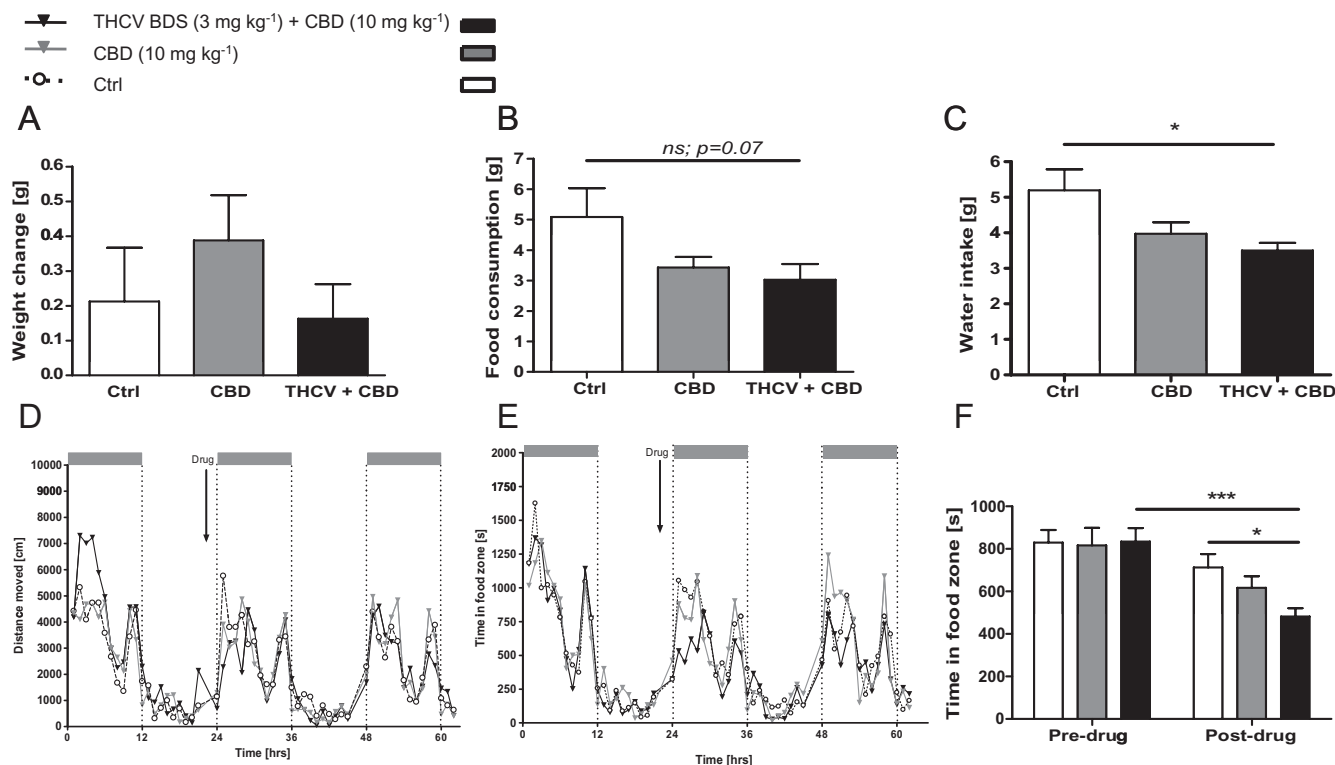 THCV BDS (3 mg kg⁻¹) + CBD (10 mg kg⁻¹)
CBD (10 mg kg⁻¹)
Ctrl
A
Weight change [g]
0.6
0.5
0.4
0.3
0.2
0.1
0.0
Ctrl CBD THCV + CBD
B
Food consumption [g]
ns; p=0.07
7
6
5
4
3
2
1
0
Ctrl CBD THCV + CBD
C
Water intake [g]
*
6
5
4
3
2
1
0
Ctrl CBD THCV + CBD
D
Distance moved [cm]
Drug
10000
9000
8000
7000
6000
5000
4000
3000
2000
1000
0
0 12 24 36 48 60
Time [hrs]
E
Time in food zone [s]
Drug
2000
1750
1500
1250
1000
750
500
250
0
0 12 24 36 48 60
Time [hrs]
F
Time in food zone [s]
***
*
1000
800
600
400
200
0
Pre-drug Post-drug